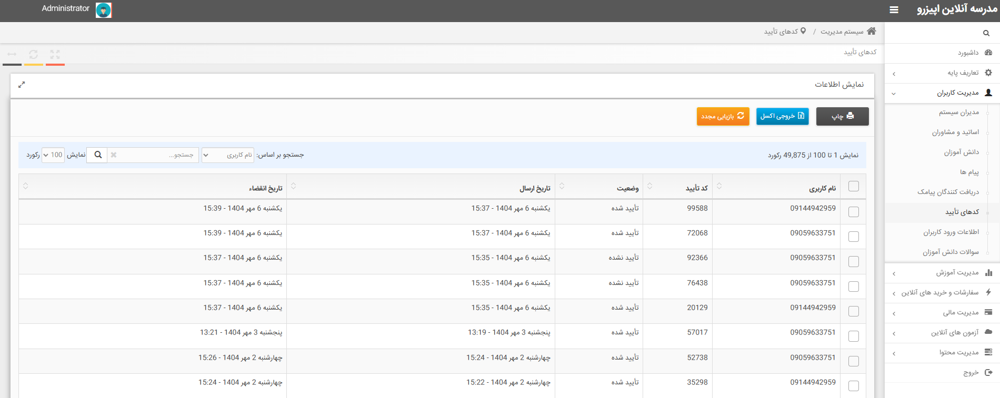 مدرسه آنلاین اپیزرو
Administrator
سیستم مدیریت / کدهای تأیید
کدهای تأیید
داشبورد
تعاریف پایه
مدیریت کاربران
مدیران سیستم
اساتید و مشاوران
دانش آموزان
پیام ها
دریافت کنندگان پیامک
کدهای تأیید
اطلاعات ورود کاربران
سوالات دانش آموزان
مدیریت آموزش
سفارشات و خرید های آنلاین
مدیریت مالی
آزمون های آنلاین
مدیریت محتوا
خروج
نمایش اطلاعات
چاپ
خروجی اکسل
بازیابی مجدد
نمایش 1 تا 100 از 49,875 رکورد
جستجو بر اساس: نام کاربری جستجو... نمایش 100 رکورد
نام کاربری کد تأیید وضعیت تاریخ ارسال تاریخ انقضاء
09144942959 99588 تأیید شده یکشنبه 6 مهر 1404 - 15:37 یکشنبه 6 مهر 1404 - 15:39
09059633751 72068 تأیید شده یکشنبه 6 مهر 1404 - 15:37 یکشنبه 6 مهر 1404 - 15:39
09059633751 92366 تأیید نشده یکشنبه 6 مهر 1404 - 15:35 یکشنبه 6 مهر 1404 - 15:37
09059633751 76438 تأیید نشده یکشنبه 6 مهر 1404 - 15:35 یکشنبه 6 مهر 1404 - 15:37
09144942959 20129 تأیید شده یکشنبه 6 مهر 1404 - 15:35 یکشنبه 6 مهر 1404 - 15:37
09059633751 57017 تأیید شده پنجشنبه 3 مهر 1404 - 13:19 پنجشنبه 3 مهر 1404 - 13:21
09059633751 52738 تأیید شده چهارشنبه 2 مهر 1404 - 15:24 چهارشنبه 2 مهر 1404 - 15:26
09144942959 35298 تأیید شده چهارشنبه 2 مهر 1404 - 15:22 چهارشنبه 2 مهر 1404 - 15:24